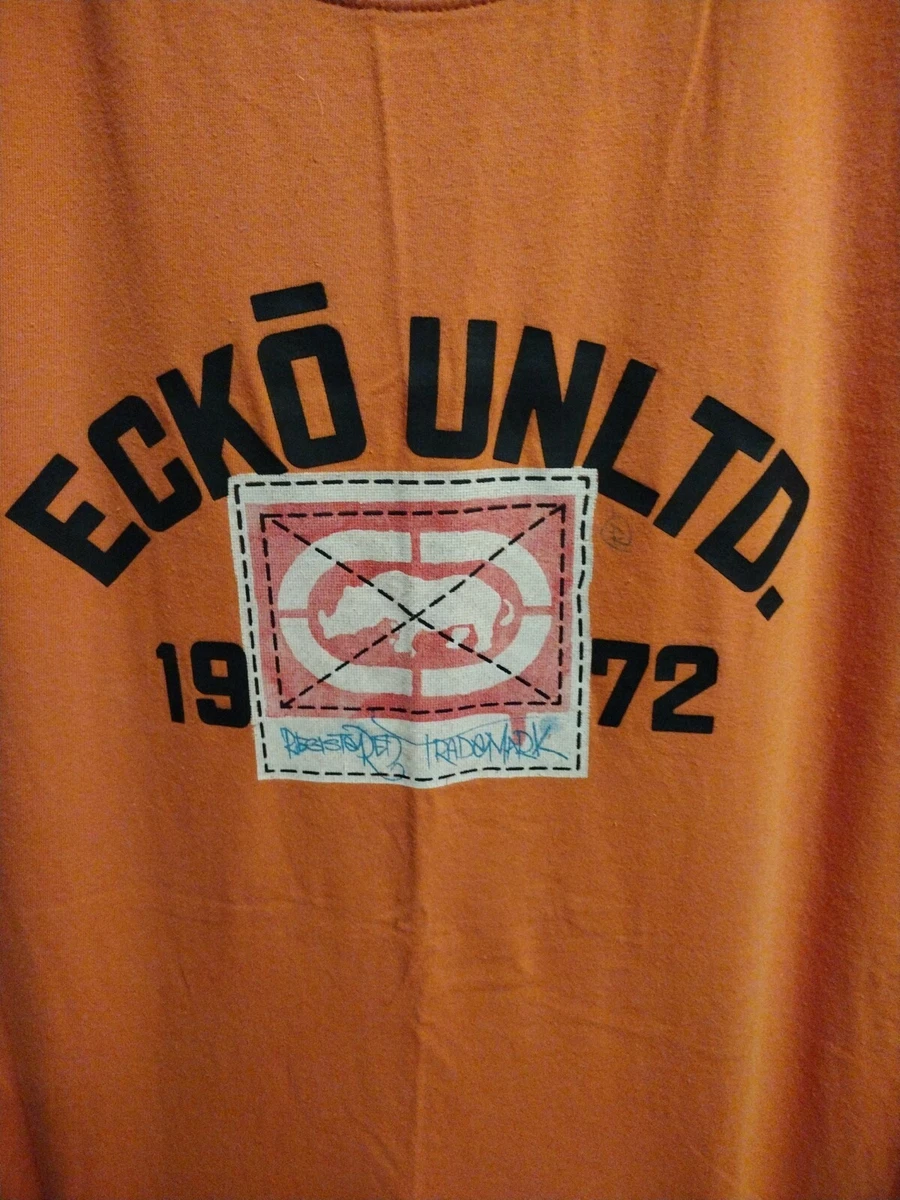 ECKŌ UNLTD.
19 72
REGISTERED TRADEMARK